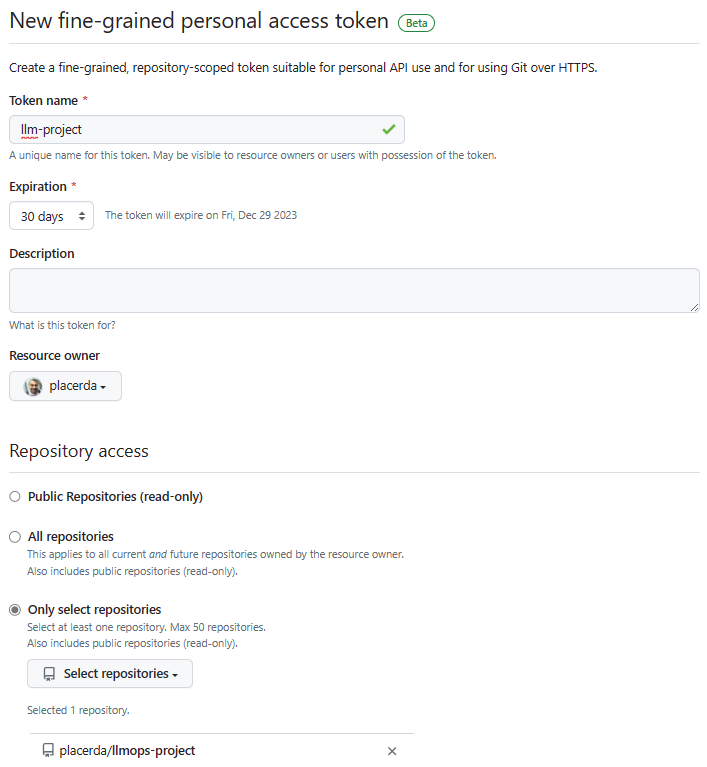 New fine-grained personal access token Beta
Create a fine-grained, repository-scoped token suitable for personal API use and for using Git over HTTPS.
Token name *
llm-project
A unique name for this token. May be visible to resource owners or users with possession of the token.
Expiration *
30 days The token will expire on Fri, Dec 29 2023
Description
What is this token for?
Resource owner
placerda
Repository access
Public Repositories (read-only)
All repositories
This applies to all current and future repositories owned by the resource owner.
Also includes public repositories (read-only).
Only select repositories
Select at least one repository. Max 50 repositories.
Also includes public repositories (read-only).
Select repositories
Selected 1 repository.
placerda/llmops-project